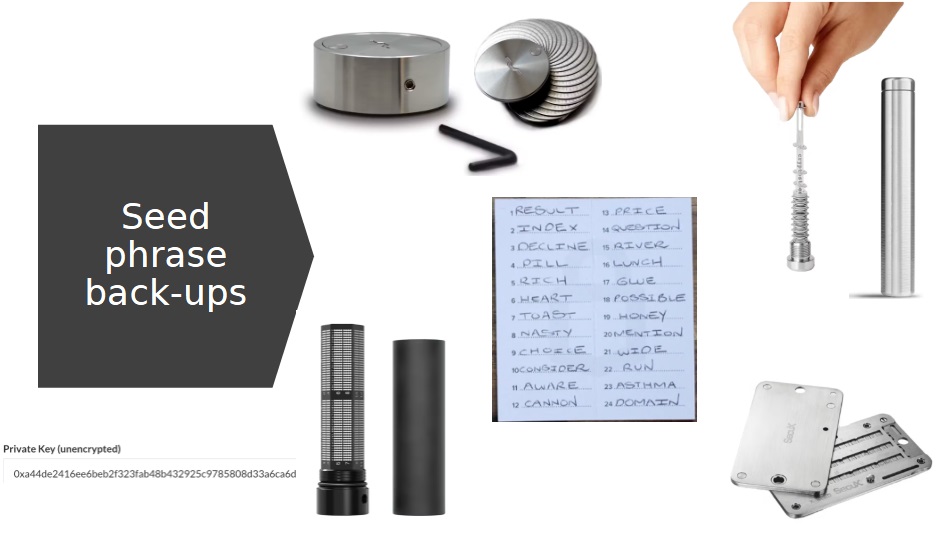 Seed
phrase
back-ups
1 RESULT
2 INDEX
3 DECLINE
4 PILL
5 RICH
6 HEART
7 TOAST
8 NASTY
9 CHOICE
10 CONSIDER
11 AWARE
12 CANNON
13 PRICE
14 QUESTION
15 RIVER
16 LUNCH
17 GLUE
18 POSSIBLE
19 HONEY
20 MENTION
21 WIDE
22 RUN
23 ASTHMA
24 DOMAIN
Private Key (unencrypted)
0xa44de2416ee6beb2f323fab48b432925c9785808d33a6ca6d
SecuX
SecuX